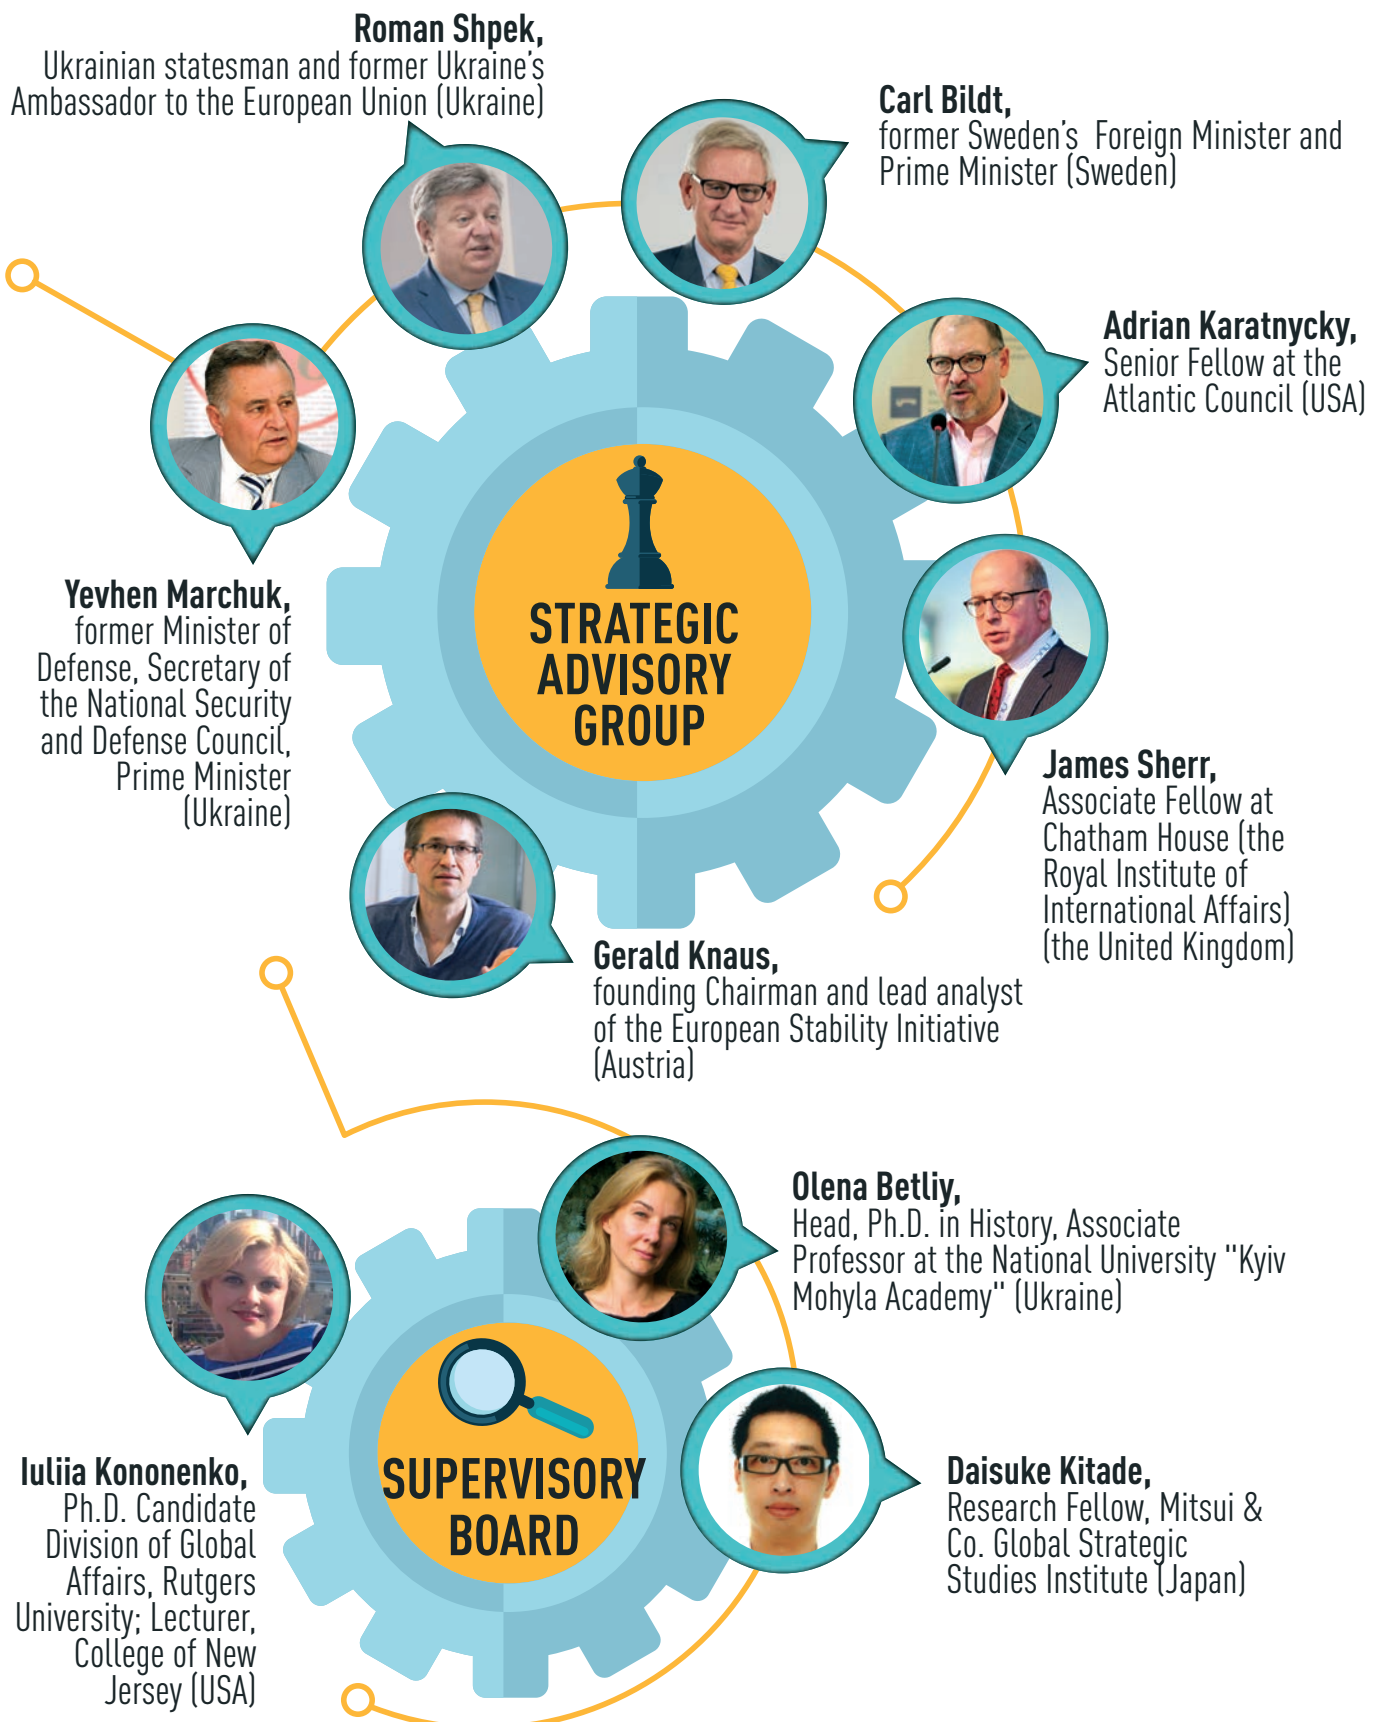 Roman Shpek,
Ukrainian statesman and former Ukraine's
Ambassador to the European Union (Ukraine)
Carl Bildt,
former Sweden's Foreign Minister and
Prime Minister (Sweden)
Adrian Karatnycky,
Senior Fellow at the
Atlantic Council (USA)
STRATEGIC
ADVISORY
GROUP
Yevhen Marchuk,
former Minister of
Defense, Secretary of
the National Security
and Defense Council,
Prime Minister
(Ukraine)
James Sherr,
Associate Fellow at
Chatham House (the
Royal Institute of
International Affairs)
(the United Kingdom)
Gerald Knaus,
founding Chairman and lead analyst
of the European Stability Initiative
(Austria)
Olena Betliy,
Head, Ph.D. in History, Associate
Professor at the National University "Kyiv
Mohyla Academy" (Ukraine)
SUPERVISORY
BOARD
Iuliia Kononenko,
Ph.D. Candidate
Division of Global
Affairs, Rutgers
University; Lecturer,
College of New
Jersey (USA)
Daisuke Kitade,
Research Fellow, Mitsui &
Co. Global Strategic
Studies Institute (Japan)